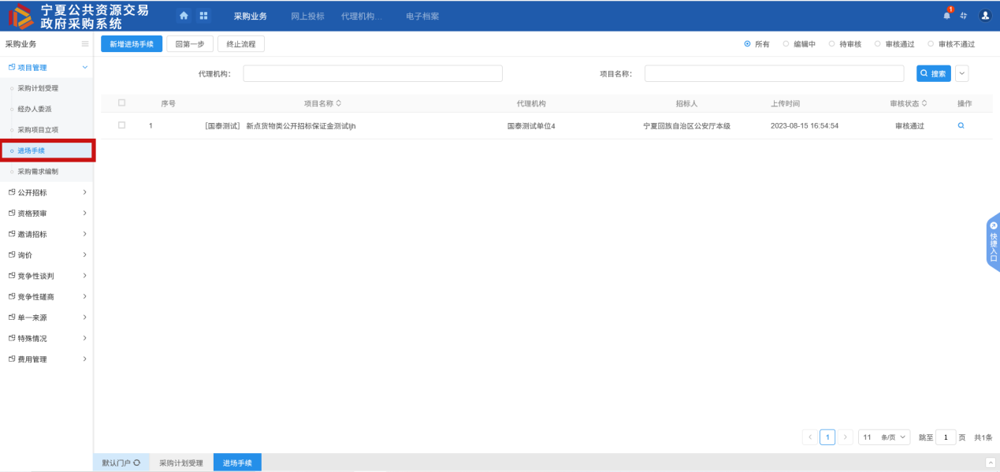 宁夏公共资源交易
政府采购系统
采购业务 网上投标 代理机构... 电子档案
1
采购业务
新增进场手续 回第一步 终止流程
所有 编辑中 待审核 审核通过 审核不通过
项目管理
采购计划受理
经办人委派
采购项目立项
进场手续
采购需求编制
公开招标
资格预审
邀请招标
询价
竞争性谈判
竞争性磋商
单一来源
特殊情况
费用管理
代理机构: 项目名称: 搜索
序号 项目名称 代理机构 招标人 上传时间 审核状态 操作
1 [国泰测试] 新点货物类公开招标保证金测试ljh 国泰测试单位4 宁夏回族自治区公安厅本级 2023-08-15 16:54:54 审核通过
快捷入口
1 11 条/页 跳至 1 页 共1条
默认门户 采购计划受理 进场手续